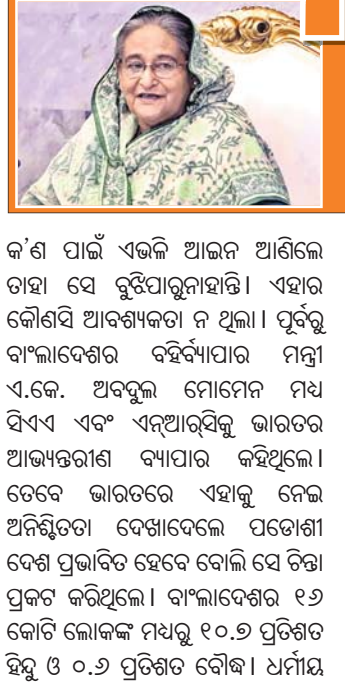 କ'ଣ ପାଇଁ ଏଭଳି ଆଇନ ଆଣିଲେ
ତାହା ସେ ବୁଝିପାରୁନାହାନ୍ତି। ଏହାର
କୌଣସି ଆବଶ୍ୟକତା ନ ଥିଲା। ପୂର୍ବରୁ
ବାଂଲାଦେଶର ବହିର୍ବ୍ୟାପାର ମନ୍ତ୍ରୀ
ଏ.କେ. ଅବଦୁଲ ମୋମେନ ମଧ୍ୟ
ସିଏଏ ଏବଂ ଏନ୍ଆର୍‌ସିକୁ ଭାରତର
ଆଭ୍ୟନ୍ତରୀଣ ବ୍ୟାପାର କହିଥିଲେ।
ତେବେ ଭାରତରେ ଏହାକୁ ନେଇ
ଅନିଶ୍ଚିତତା ଦେଖାଦେଲେ ପଡୋଶୀ
ଦେଶ ପ୍ରଭାବିତ ହେବେ ବୋଲି ସେ ଚିନ୍ତା
ପ୍ରକଟ କରିଥିଲେ। ବାଂଲାଦେଶର ୧୬
କୋଟି ଲୋକଙ୍କ ମଧ୍ୟରୁ ୧୦.୭ ପ୍ରତିଶତ
ହିନ୍ଦୁ ଓ ୦.୬ ପ୍ରତିଶତ ବୌଦ୍ଧ। ଧର୍ମୀୟ